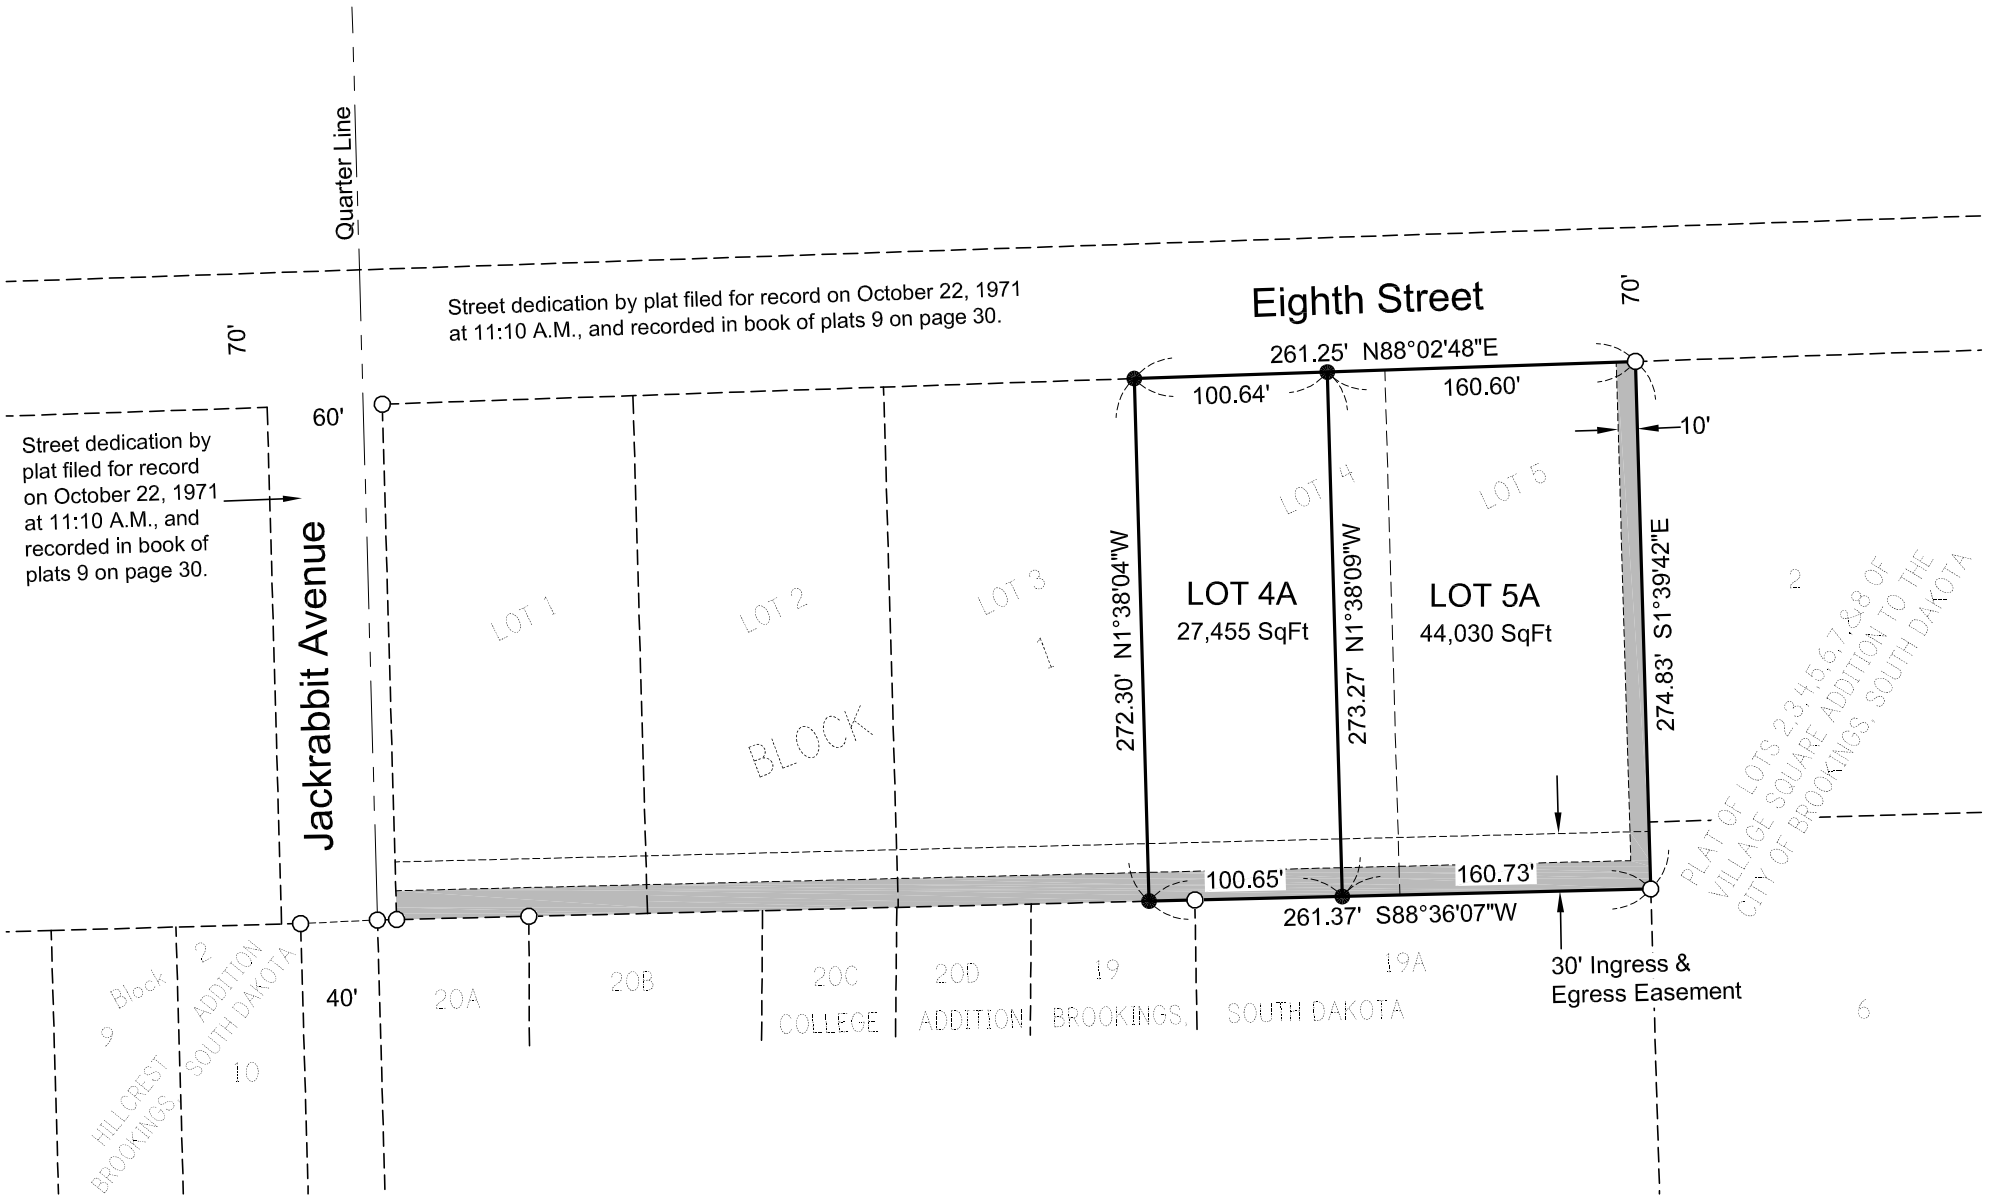 Quarter Line
70'
Street dedication by plat filed for record on October 22, 1971
at 11:10 A.M., and recorded in book of plats 9 on page 30.
Eighth Street
70'
261.25'  N88°02'48"E
100.64'
160.60'
10'
60'
Street dedication by
plat filed for record
on October 22, 1971
at 11:10 A.M., and
recorded in book of
plats 9 on page 30.
Jackrabbit Avenue
LOT 1
LOT 2
LOT 3
1
BLOCK
LOT 4
LOT 5
272.30'  N1°38'04"W
LOT 4A
27,455 SqFt
273.27'  N1°38'09"W
LOT 5A
44,030 SqFt
274.83'  S1°39'42"E
2
PLAT OF LOTS 2,3,4,5,6,7,&8 OF
VILLAGE SQUARE ADDITION TO THE
CITY OF BROOKINGS, SOUTH DAKOTA
100.65'
160.73'
261.37'  S88°36'07"W
30' Ingress &
Egress Easement
40'
20A
20B
20C
20D
19
19A
COLLEGE ADDITION BROOKINGS, SOUTH DAKOTA
6
Block 2
9
10
HILLCREST ADDITION
BROOKINGS, SOUTH DAKOTA